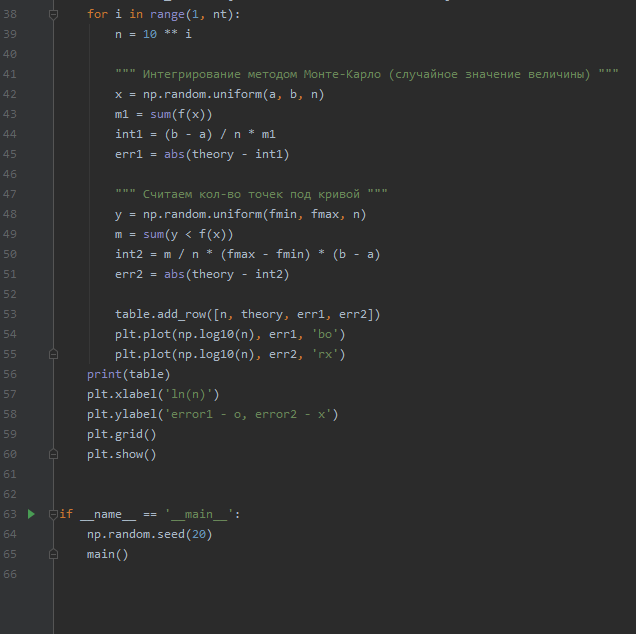 38 for i in range(1, nt):
39 n = 10 ** i
40
41 """ Интегрирование методом Монте-Карло (случайное значение величины) """
42 x = np.random.uniform(a, b, n)
43 m1 = sum(f(x))
44 int1 = (b - a) / n * m1
45 err1 = abs(theory - int1)
46
47 """ Считаем кол-во точек под кривой """
48 y = np.random.uniform(fmin, fmax, n)
49 m = sum(y < f(x))
50 int2 = m / n * (fmax - fmin) * (b - a)
51 err2 = abs(theory - int2)
52
53 table.add_row([n, theory, err1, err2])
54 plt.plot(np.log10(n), err1, 'bo')
55 plt.plot(np.log10(n), err2, 'rx')
56 print(table)
57 plt.xlabel('ln(n)')
58 plt.ylabel('error1 - o, error2 - x')
59 plt.grid()
60 plt.show()
61
62
63 if __name__ == '__main__':
64 np.random.seed(20)
65 main()
66